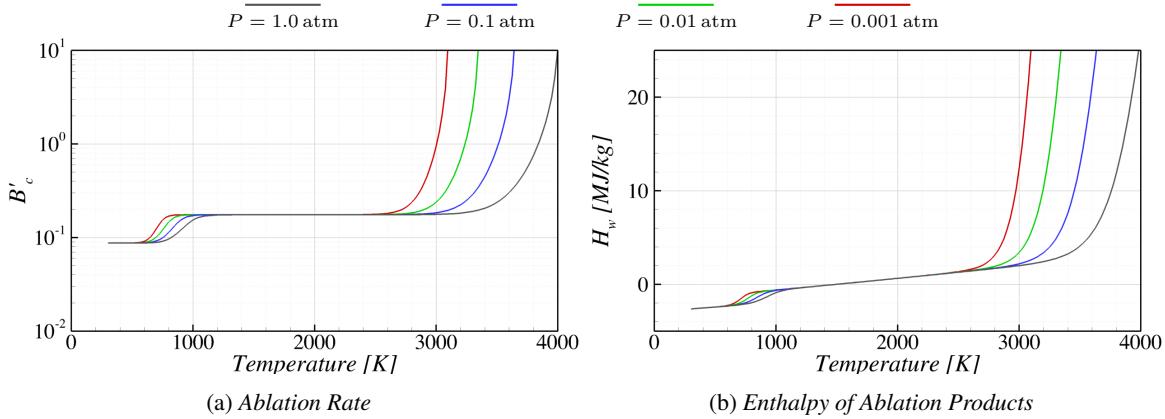 P = 1.0 atm P = 0.1 atm P = 0.01 atm P = 0.001 atm
10^1
10^0
10^-1
10^-2
B'_c
0 1000 2000 3000 4000
Temperature [K]
(a) Ablation Rate
20
10
0
H_w [MJ/kg]
0 1000 2000 3000 4000
Temperature [K]
(b) Enthalpy of Ablation Products